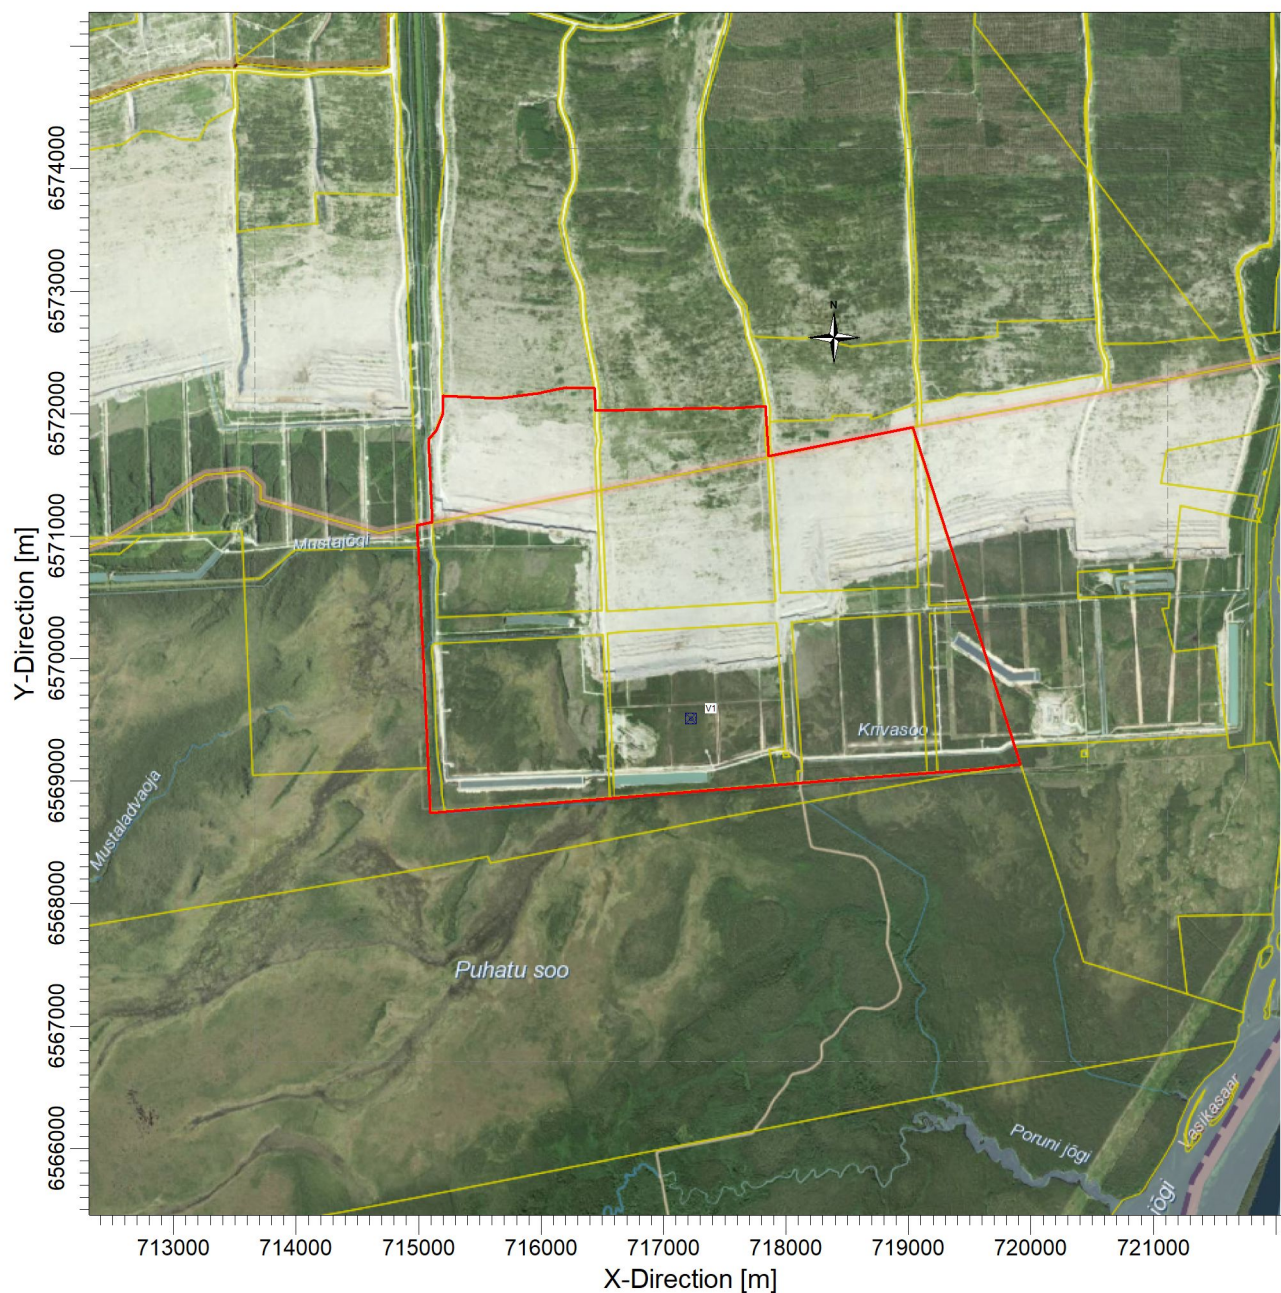 N
6574000
6573000
6572000
6571000
6570000
6569000
6568000
6567000
6566000
Y-Direction [m]
Mustajõgi
V1
Krivasoo
Mustaladvaoja
Puhatu soo
Poruni jõgi
Vasikasaar
jõgi
713000 714000 715000 716000 717000 718000 719000 720000 721000
X-Direction [m]